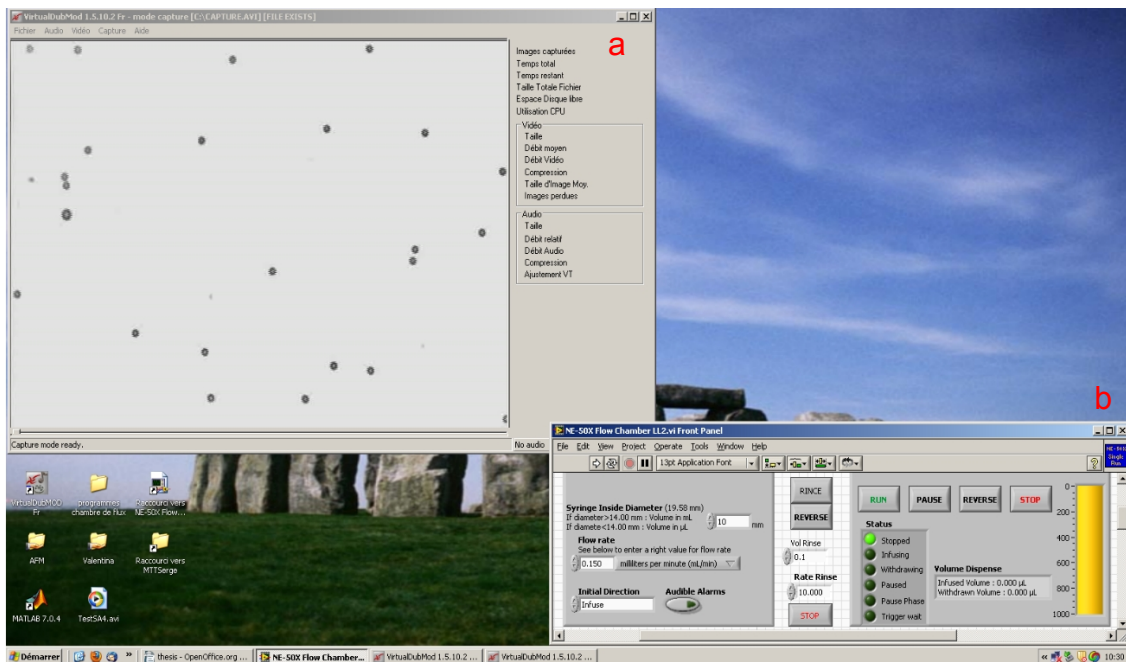 VirtualDubMod 1.5.10.2 Fr - mode capture [C:\CAPTURE.AVI] [FILE EXISTS]
Fichier Audio Vidéo Capture Aide
a
Images capturées
Temps total
Temps restant
Taille Totale Fichier
Espace Disque libre
Utilisation CPU
Vidéo
Taille
Débit moyen
Débit Vidéo
Compression
Taille d'Image Moy.
Images perdues
Audio
Taille
Débit relatif
Débit Audio
Compression
Ajustement VT
Capture mode ready.
No audio
b
NE-50X Flow Chamber LL2.vi Front Panel
File Edit View Project Operate Tools Window Help
13pt Application Font
Syringe Inside Diameter (19.58 mm)
If diameter>14.00 mm : Volume in mL
If diamete<14.00 mm : Volume in µL
10 mm
Flow rate
See below to enter a right value for flow rate
0.150 milliliters per minute (mL/min)
Initial Direction
Infuse
Audible Alarms
RINCE
REVERSE
Vol Rinse
0.1
Rate Rinse
10.000
STOP
RUN PAUSE REVERSE STOP
Status
Stopped
Infusing
Withdrawing
Paused
Pause Phase
Trigger wait
Volume Dispense
Infused Volume : 0.000 µL
Withdrawn Volume : 0.000 µL
0
200
400
600
800
1000
VirtualDubMOD
Fr
programmes
chambre de flux
Raccourci vers
NE-50X Flow...
AFM
Valentina
Raccourci vers
MTTSerge
MATLAB 7.0.4
TestSA4.avi
Démarrer
thesis - OpenOffice.org ...
NE-50X Flow Chamber...
VirtualDubMod 1.5.10.2 ...
VirtualDubMod 1.5.10.2 ...
10:30